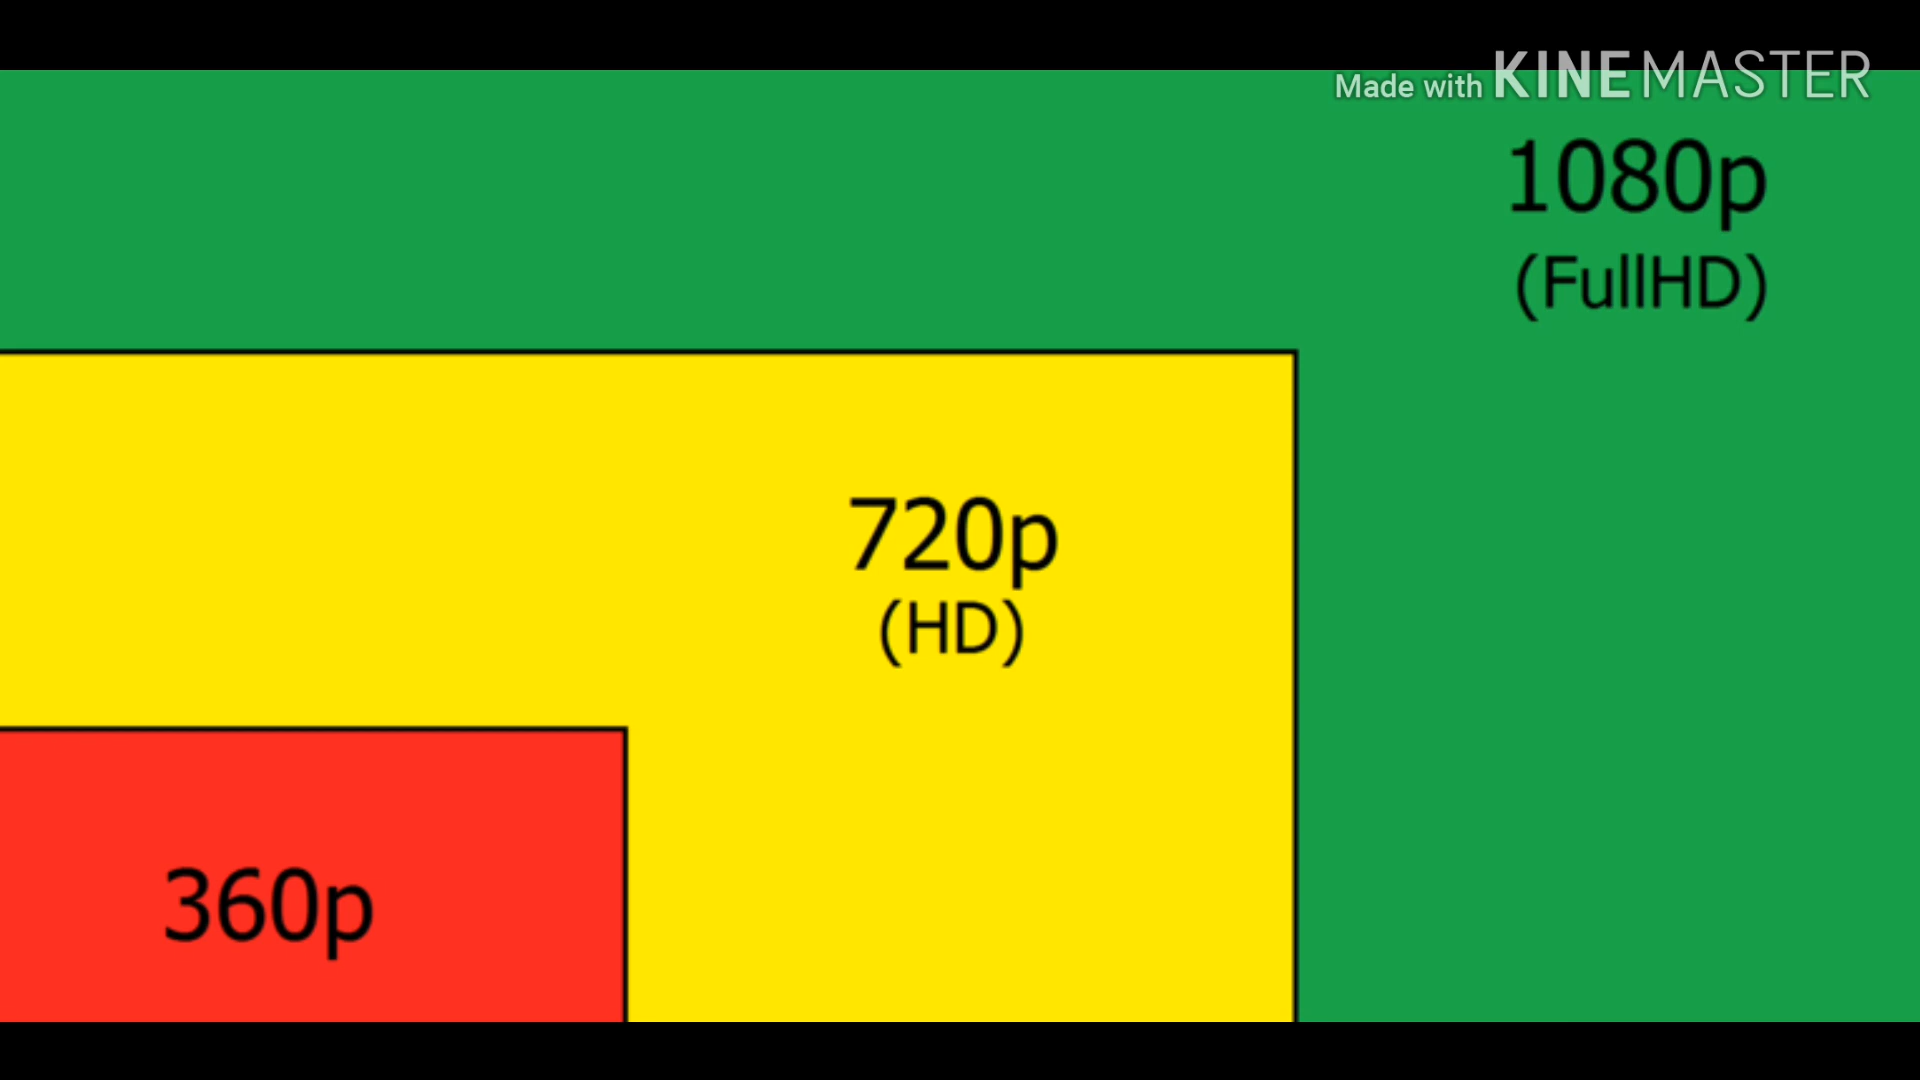 Made with KINEMASTER
1080p
(FullHD)
720p
(HD)
360p